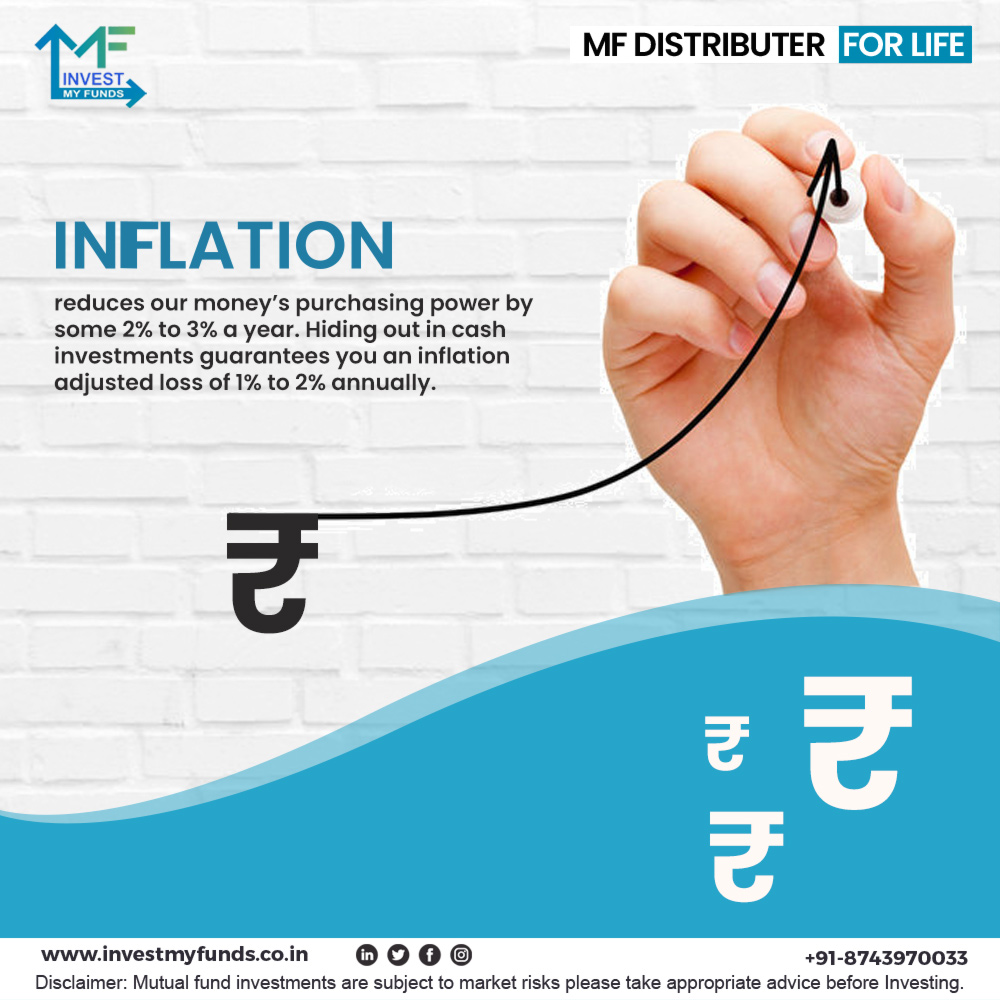 MF
INVEST
MY FUNDS
MF DISTRIBUTER FOR LIFE
INFLATION
reduces our money’s purchasing power by
some 2% to 3% a year. Hiding out in cash
investments guarantees you an inflation
adjusted loss of 1% to 2% annually.
₹
₹
₹
₹
www.investmyfunds.co.in
+91-8743970033
Disclaimer: Mutual fund investments are subject to market risks please take appropriate advice before Investing.